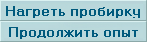 Нагреть пробирку
Продолжить опыт